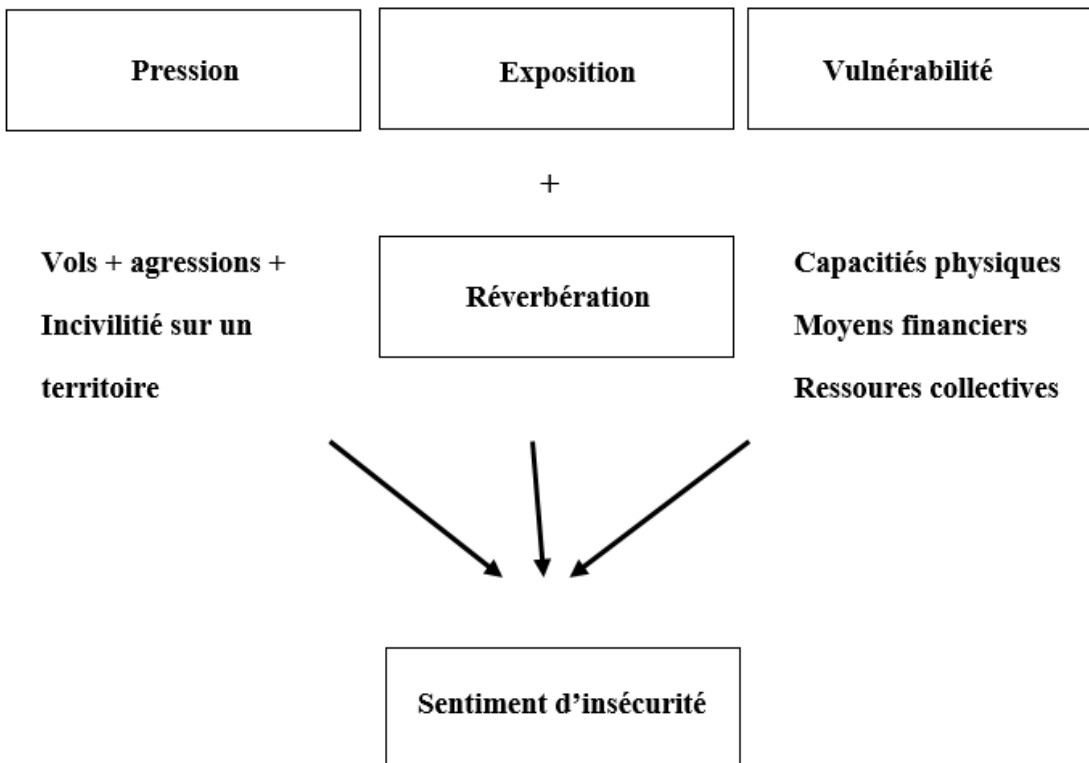 Pression
Exposition
Vulnérabilité
+
Vols + agressions +
Incivilitié sur un
territoire
Réverbération
Capacitiés physiques
Moyens financiers
Ressoures collectives
Sentiment d’insécurité